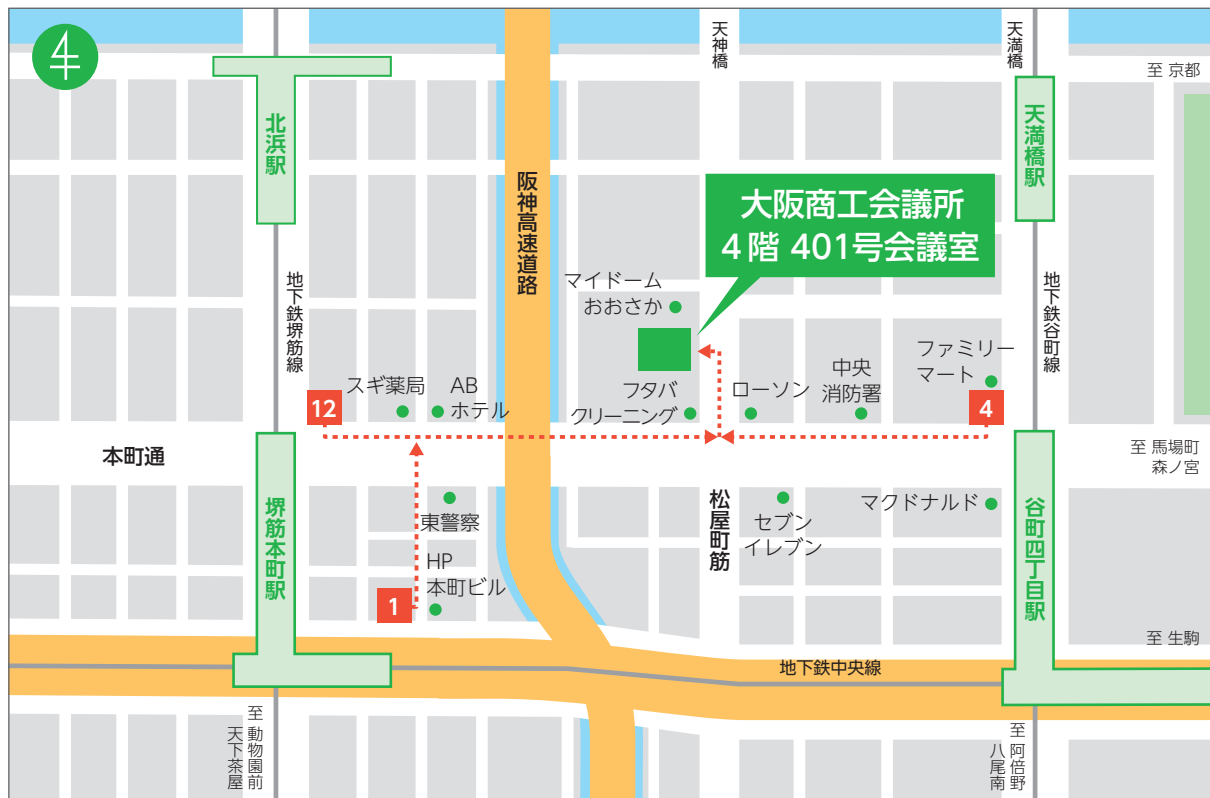 天神橋
天満橋
至 京都
北浜駅
天満橋駅
阪神高速道路
大阪商工会議所
4階 401号会議室
地下鉄堺筋線
マイドーム
おおさか
地下鉄谷町線
スギ薬局
AB
ホテル
フタバ
クリーニング
ローソン
中央
消防署
ファミリー
マート
12
4
本町通
至 馬場町
森ノ宮
堺筋本町駅
東警察
HP
本町ビル
1
松屋町筋
セブン
イレブン
マクドナルド
谷町四丁目駅
至 生駒
地下鉄中央線
至 動物園前
天下茶屋
至 阿倍野
八尾南